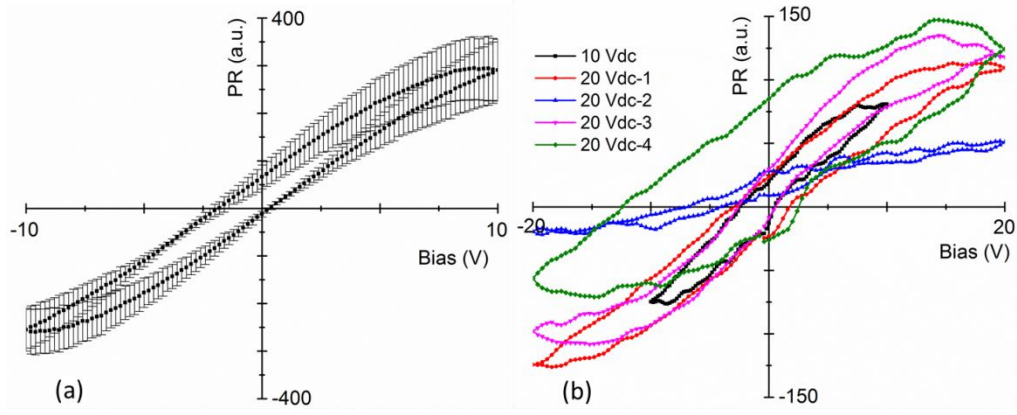 400
PR (a.u.)
-10
10
Bias (V)
(a)
-400
150
PR (a.u.)
10 Vdc
20 Vdc-1
20 Vdc-2
20 Vdc-3
20 Vdc-4
-20
20
Bias (V)
(b)
-150